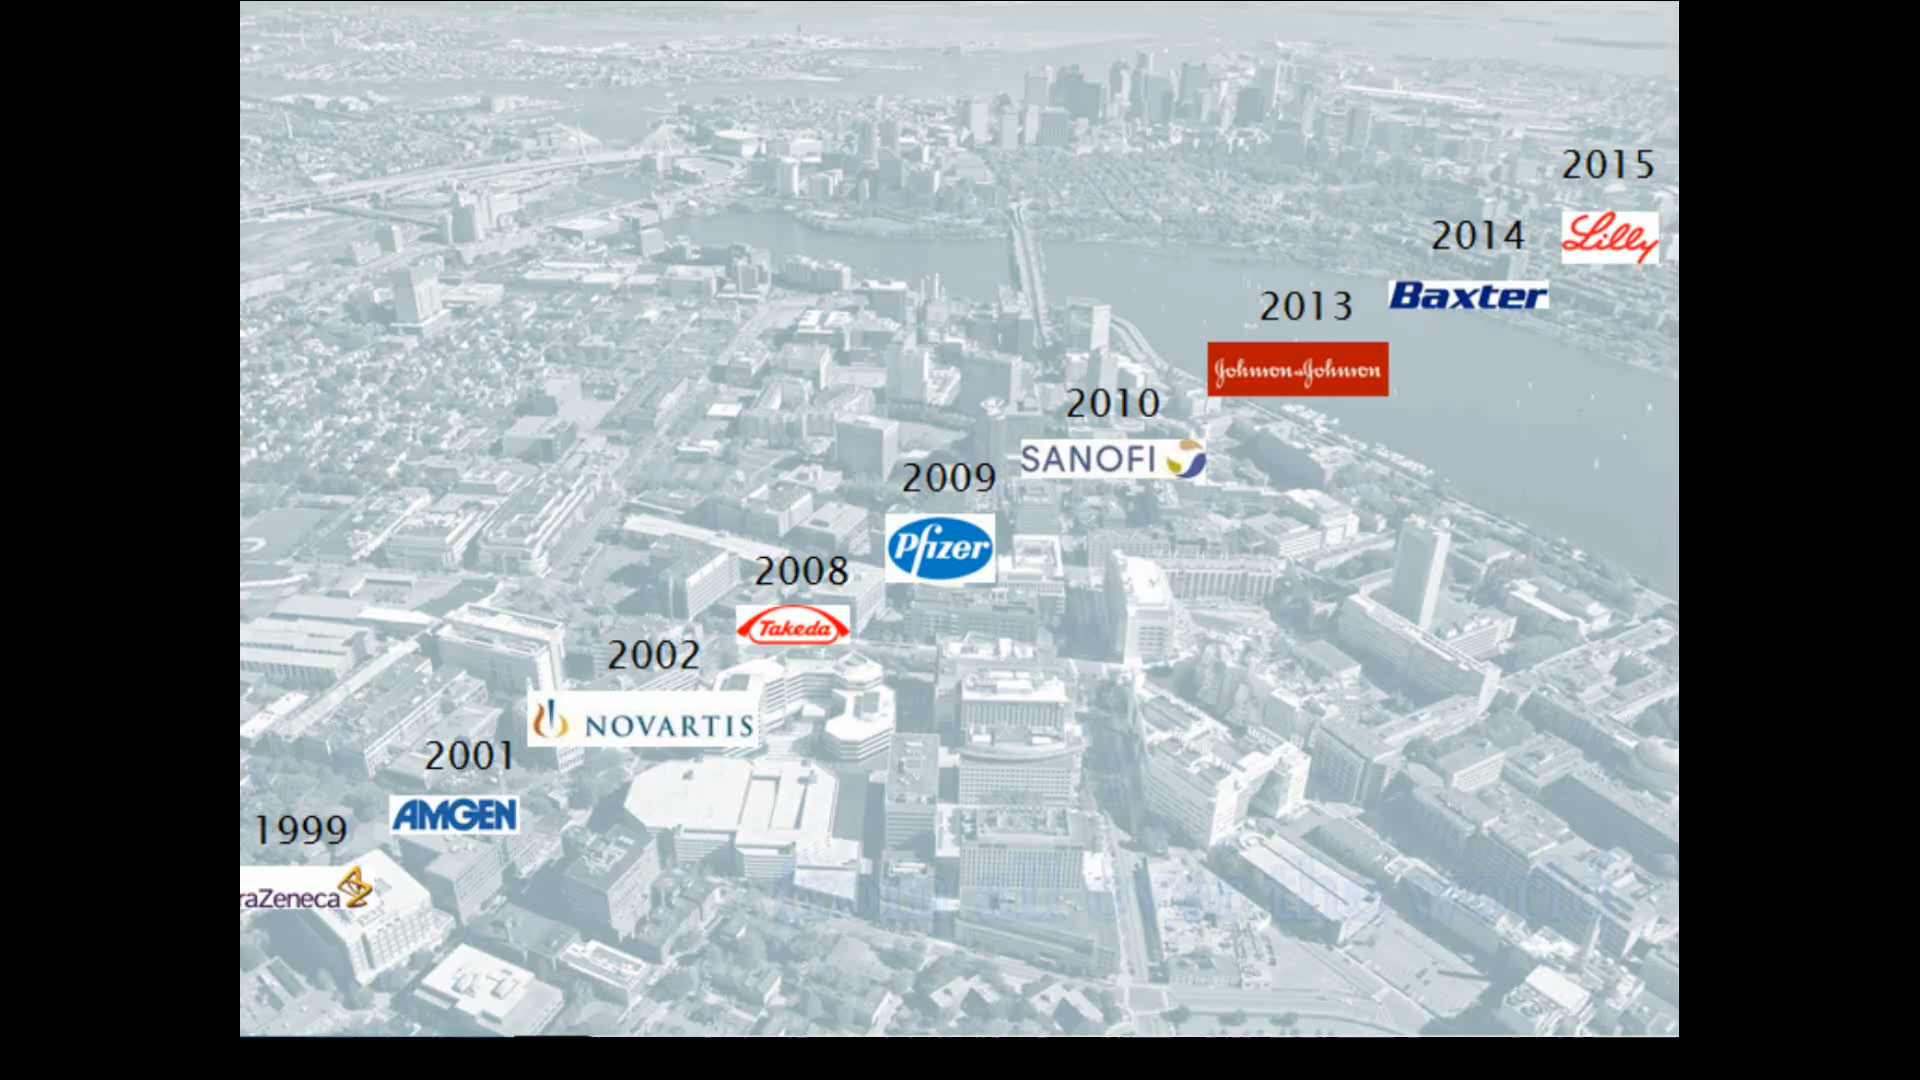 2015
Lilly
2014
Baxter
2013
Johnson & Johnson
2010
SANOFI
2009
Pfizer
2008
Takeda
2002
NOVARTIS
2001
AMGEN
1999
raZeneca